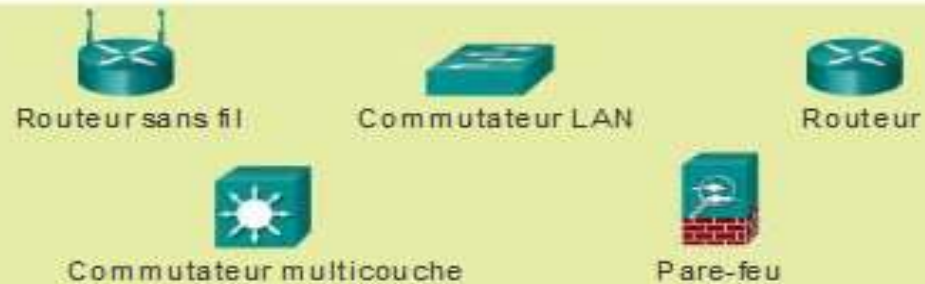 Routeur sans fil
Commutateur LAN
Routeur
Commutateur multicouche
Pare-feu